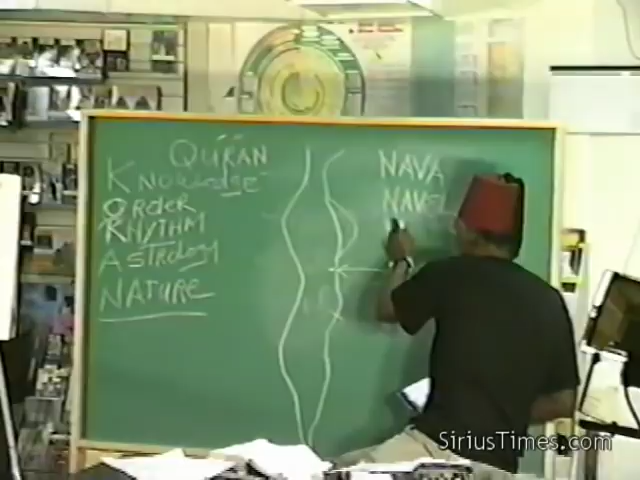 QURAN
KNOWLEDGE
ORDER
RHYTHM
ASTROLOGY
NATURE
NAVA
NAVEL
SiriusTimes.com